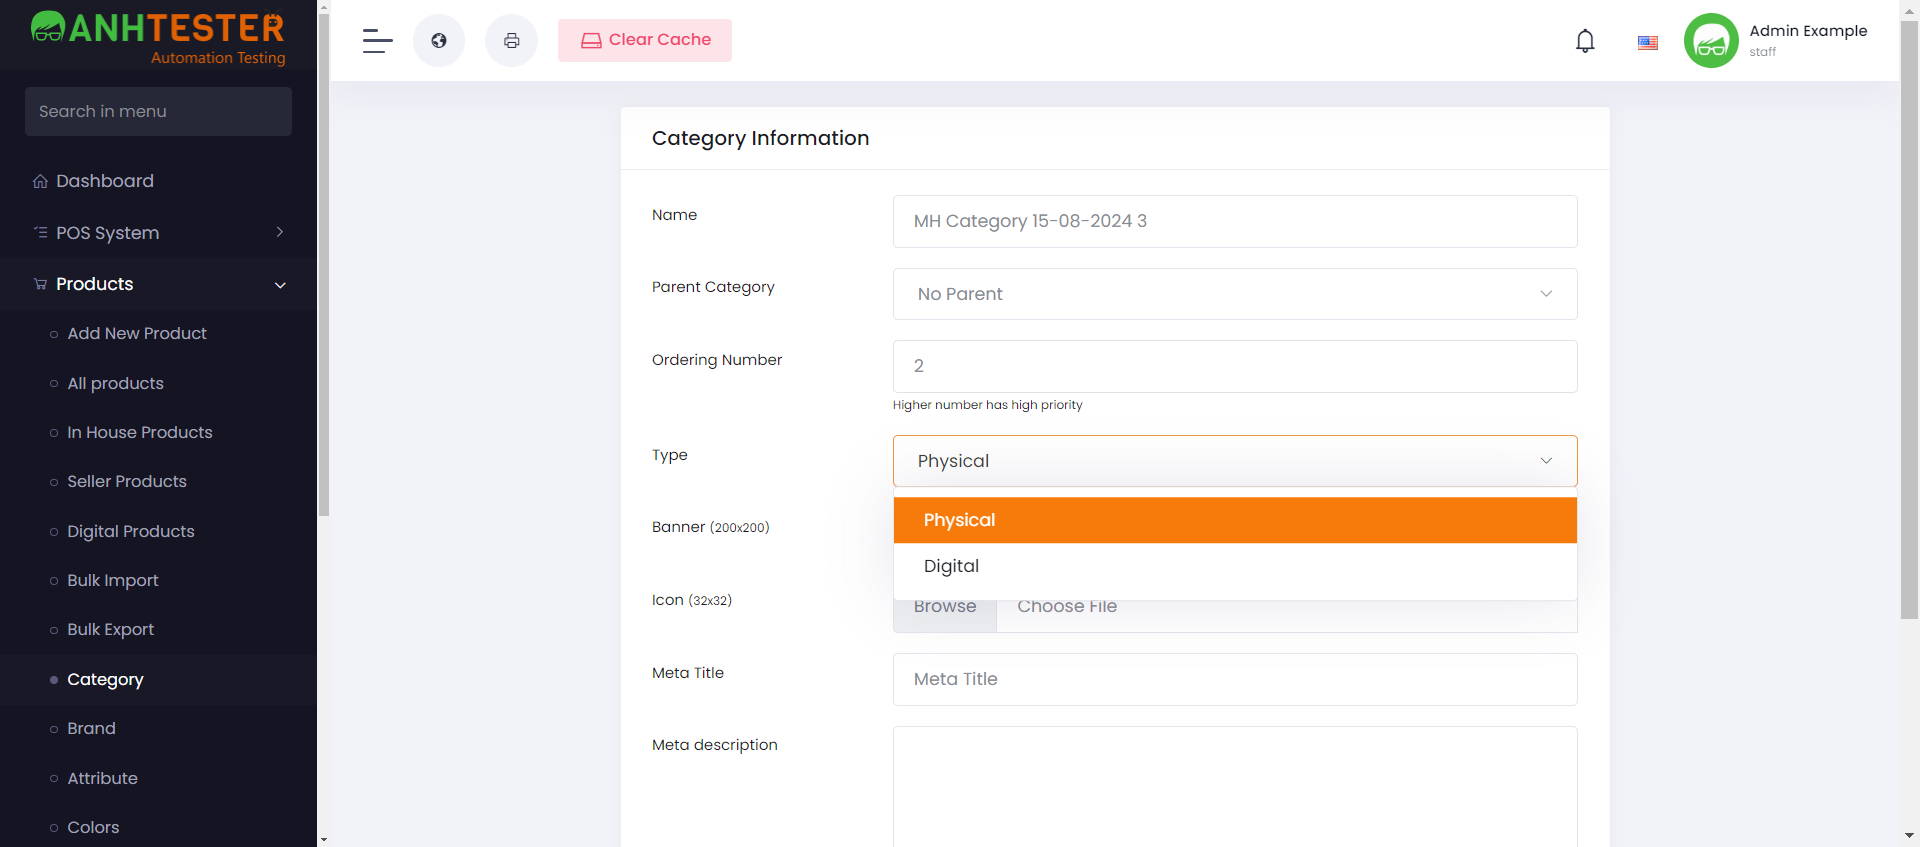 ANHTESTER
Automation Testing
Search in menu
Dashboard
POS System
Products
Add New Product
All products
In House Products
Seller Products
Digital Products
Bulk Import
Bulk Export
Category
Brand
Attribute
Colors
Clear Cache
Admin Example
staff
Category Information
Name
MH Category 15-08-2024 3
Parent Category
No Parent
Ordering Number
2
Higher number has high priority
Type
Physical
Physical
Digital
Banner (200x200)
Icon (32x32)
Browse
Choose File
Meta Title
Meta Title
Meta description